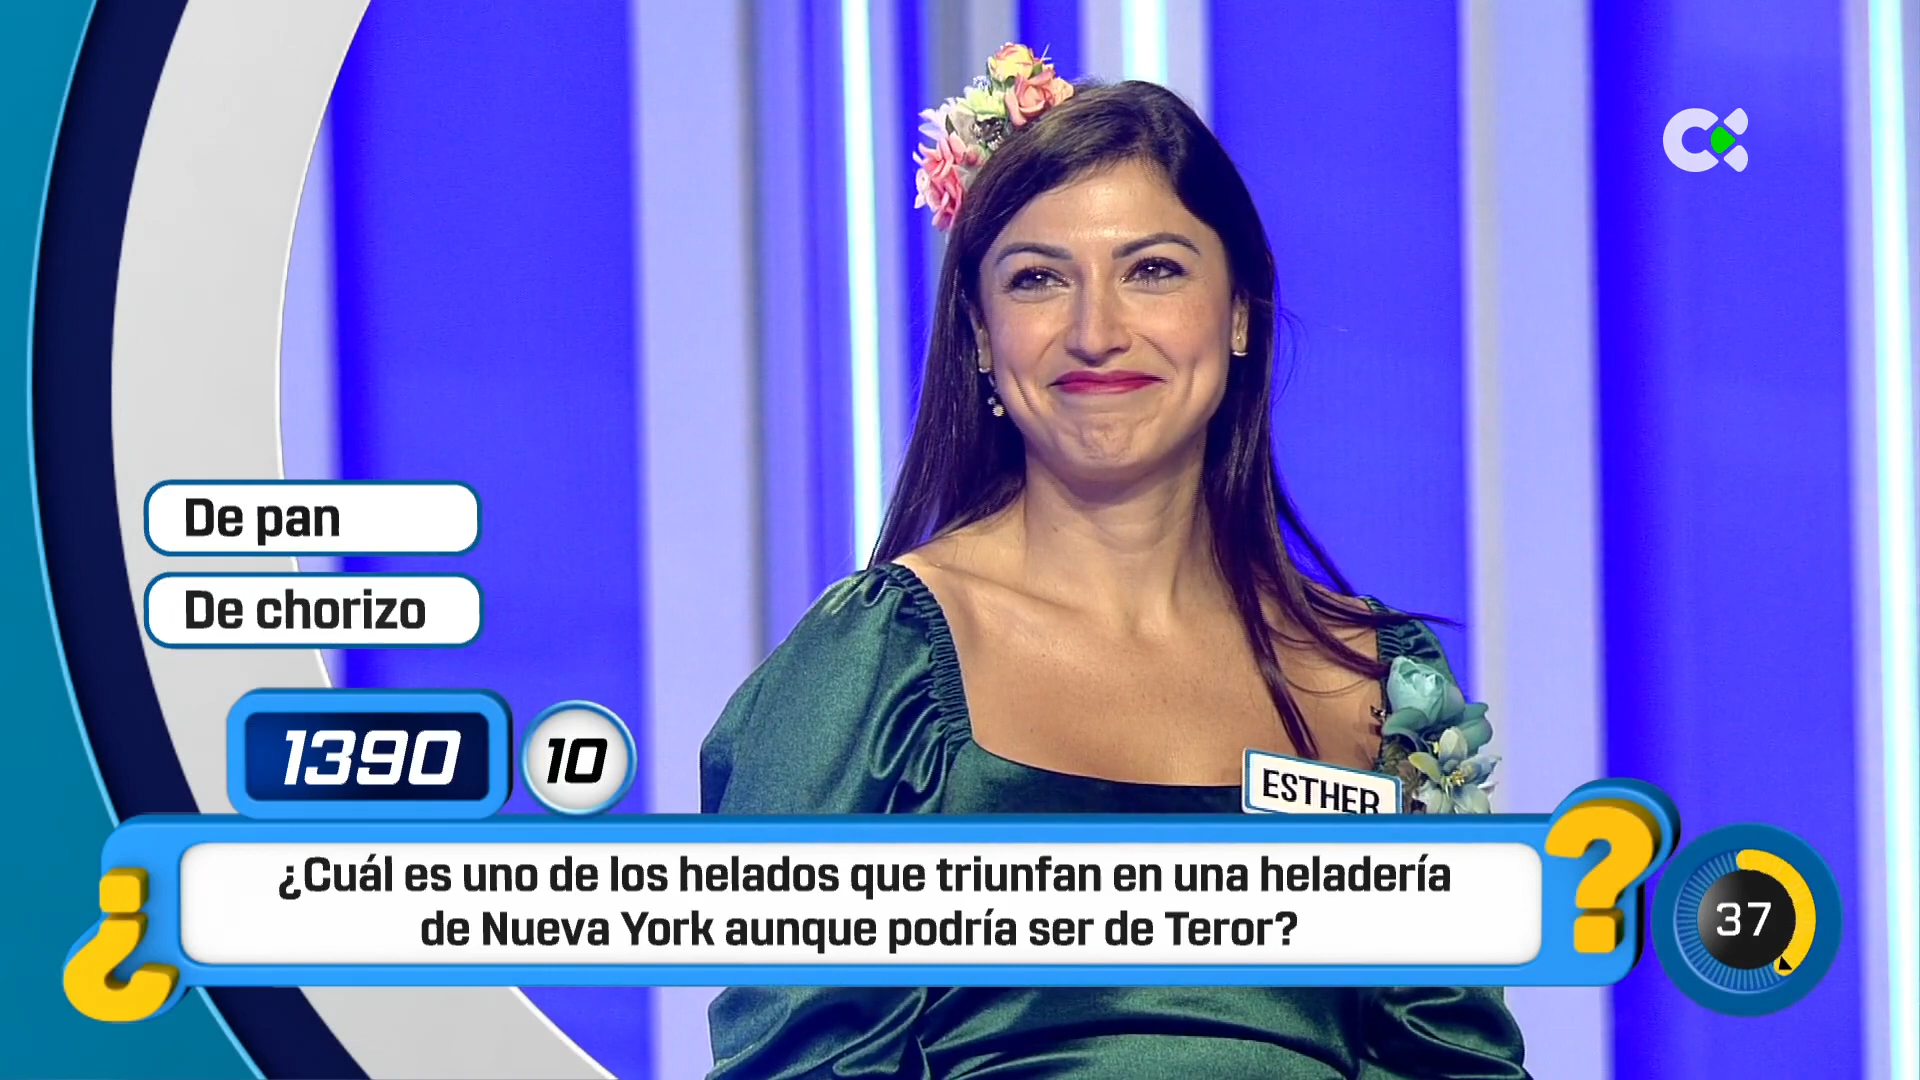 De pan
De chorizo
1390
10
ESTHER
¿Cuál es uno de los helados que triunfan en una heladería
de Nueva York aunque podría ser de Teror?
37